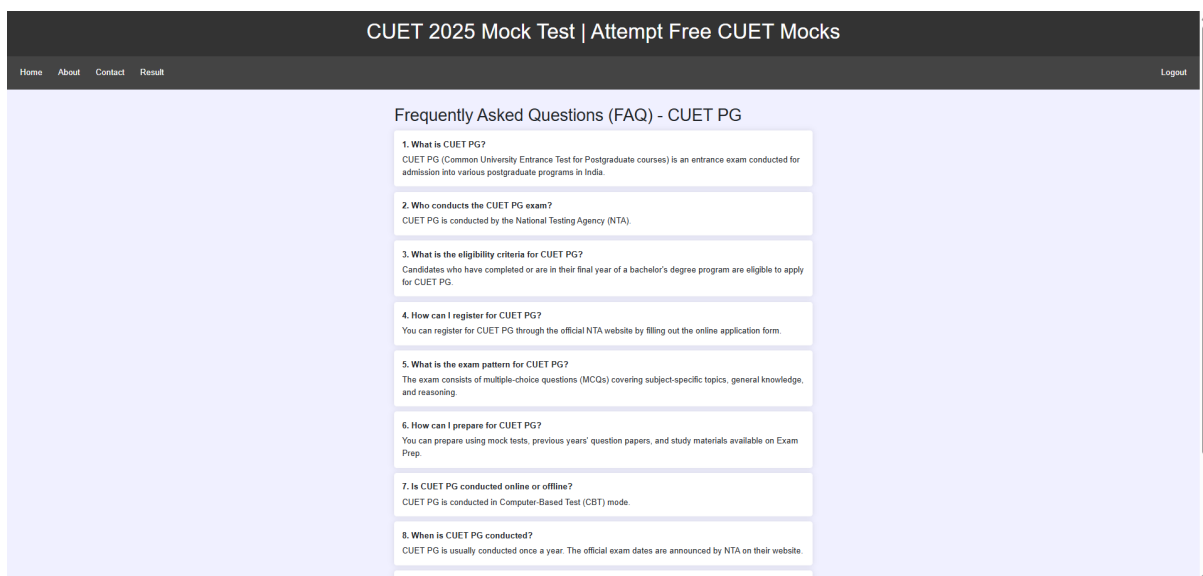 CUET 2025 Mock Test | Attempt Free CUET Mocks
Home About Contact Result Logout
Frequently Asked Questions (FAQ) - CUET PG
1. What is CUET PG?
CUET PG (Common University Entrance Test for Postgraduate courses) is an entrance exam conducted for
admission into various postgraduate programs in India.
2. Who conducts the CUET PG exam?
CUET PG is conducted by the National Testing Agency (NTA).
3. What is the eligibility criteria for CUET PG?
Candidates who have completed or are in their final year of a bachelor's degree program are eligible to apply
for CUET PG.
4. How can I register for CUET PG?
You can register for CUET PG through the official NTA website by filling out the online application form.
5. What is the exam pattern for CUET PG?
The exam consists of multiple-choice questions (MCQs) covering subject-specific topics, general knowledge,
and reasoning.
6. How can I prepare for CUET PG?
You can prepare using mock tests, previous years' question papers, and study materials available on Exam
Prep.
7. Is CUET PG conducted online or offline?
CUET PG is conducted in Computer-Based Test (CBT) mode.
8. When is CUET PG conducted?
CUET PG is usually conducted once a year. The official exam dates are announced by NTA on their website.